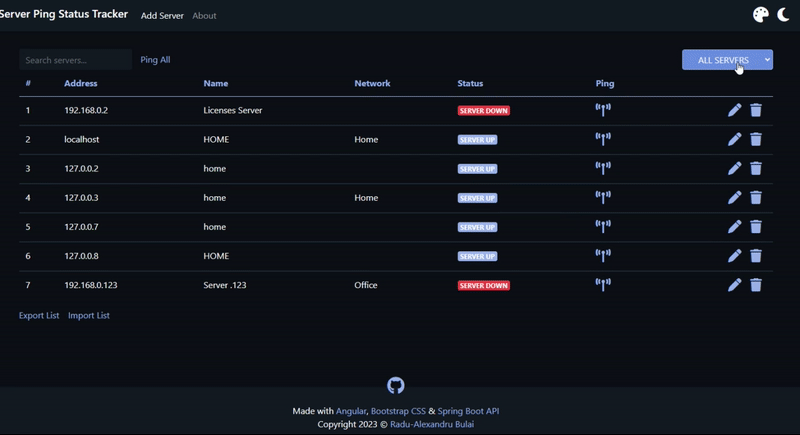 Server Ping Status Tracker Add Server About
Search servers... Ping All ALL SERVERS
# Address Name Network Status Ping
1 192.168.0.2 Licenses Server SERVER DOWN
2 localhost HOME Home SERVER UP
3 127.0.0.2 home SERVER UP
4 127.0.0.3 home Home SERVER UP
5 127.0.0.7 home SERVER UP
6 127.0.0.8 HOME SERVER UP
7 192.168.0.123 Server .123 Office SERVER DOWN
Export List Import List
Made with Angular, Bootstrap CSS & Spring Boot API
Copyright 2023 © Radu-Alexandru Bulai